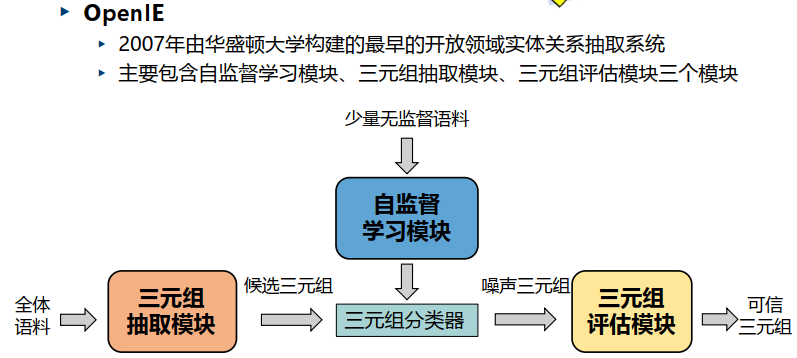 OpenIE
2007年由华盛顿大学构建的最早的开放领域实体关系抽取系统
主要包含自监督学习模块、三元组抽取模块、三元组评估模块三个模块
少量无监督语料
自监督
学习模块
全体
语料
三元组
抽取模块
候选三元组
三元组分类器
噪声三元组
三元组
评估模块
可信
三元组